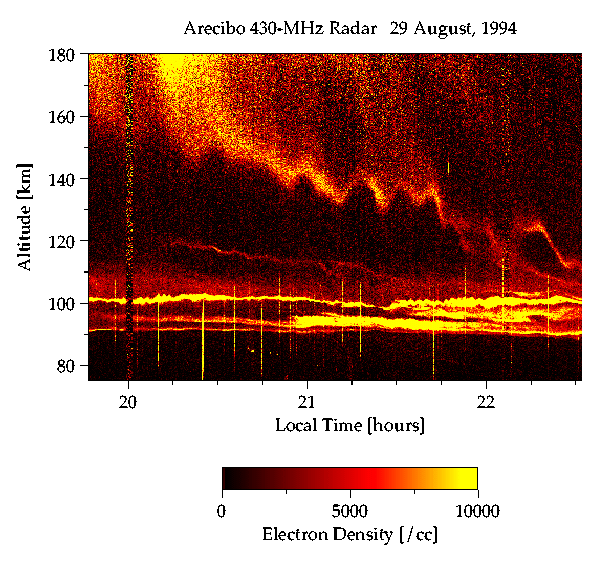 Arecibo 430-MHz Radar 29 August, 1994
180
160
140
120
100
80
Altitude [km]
20 21 22
Local Time [hours]
0 5000 10000
Electron Density [/cc]